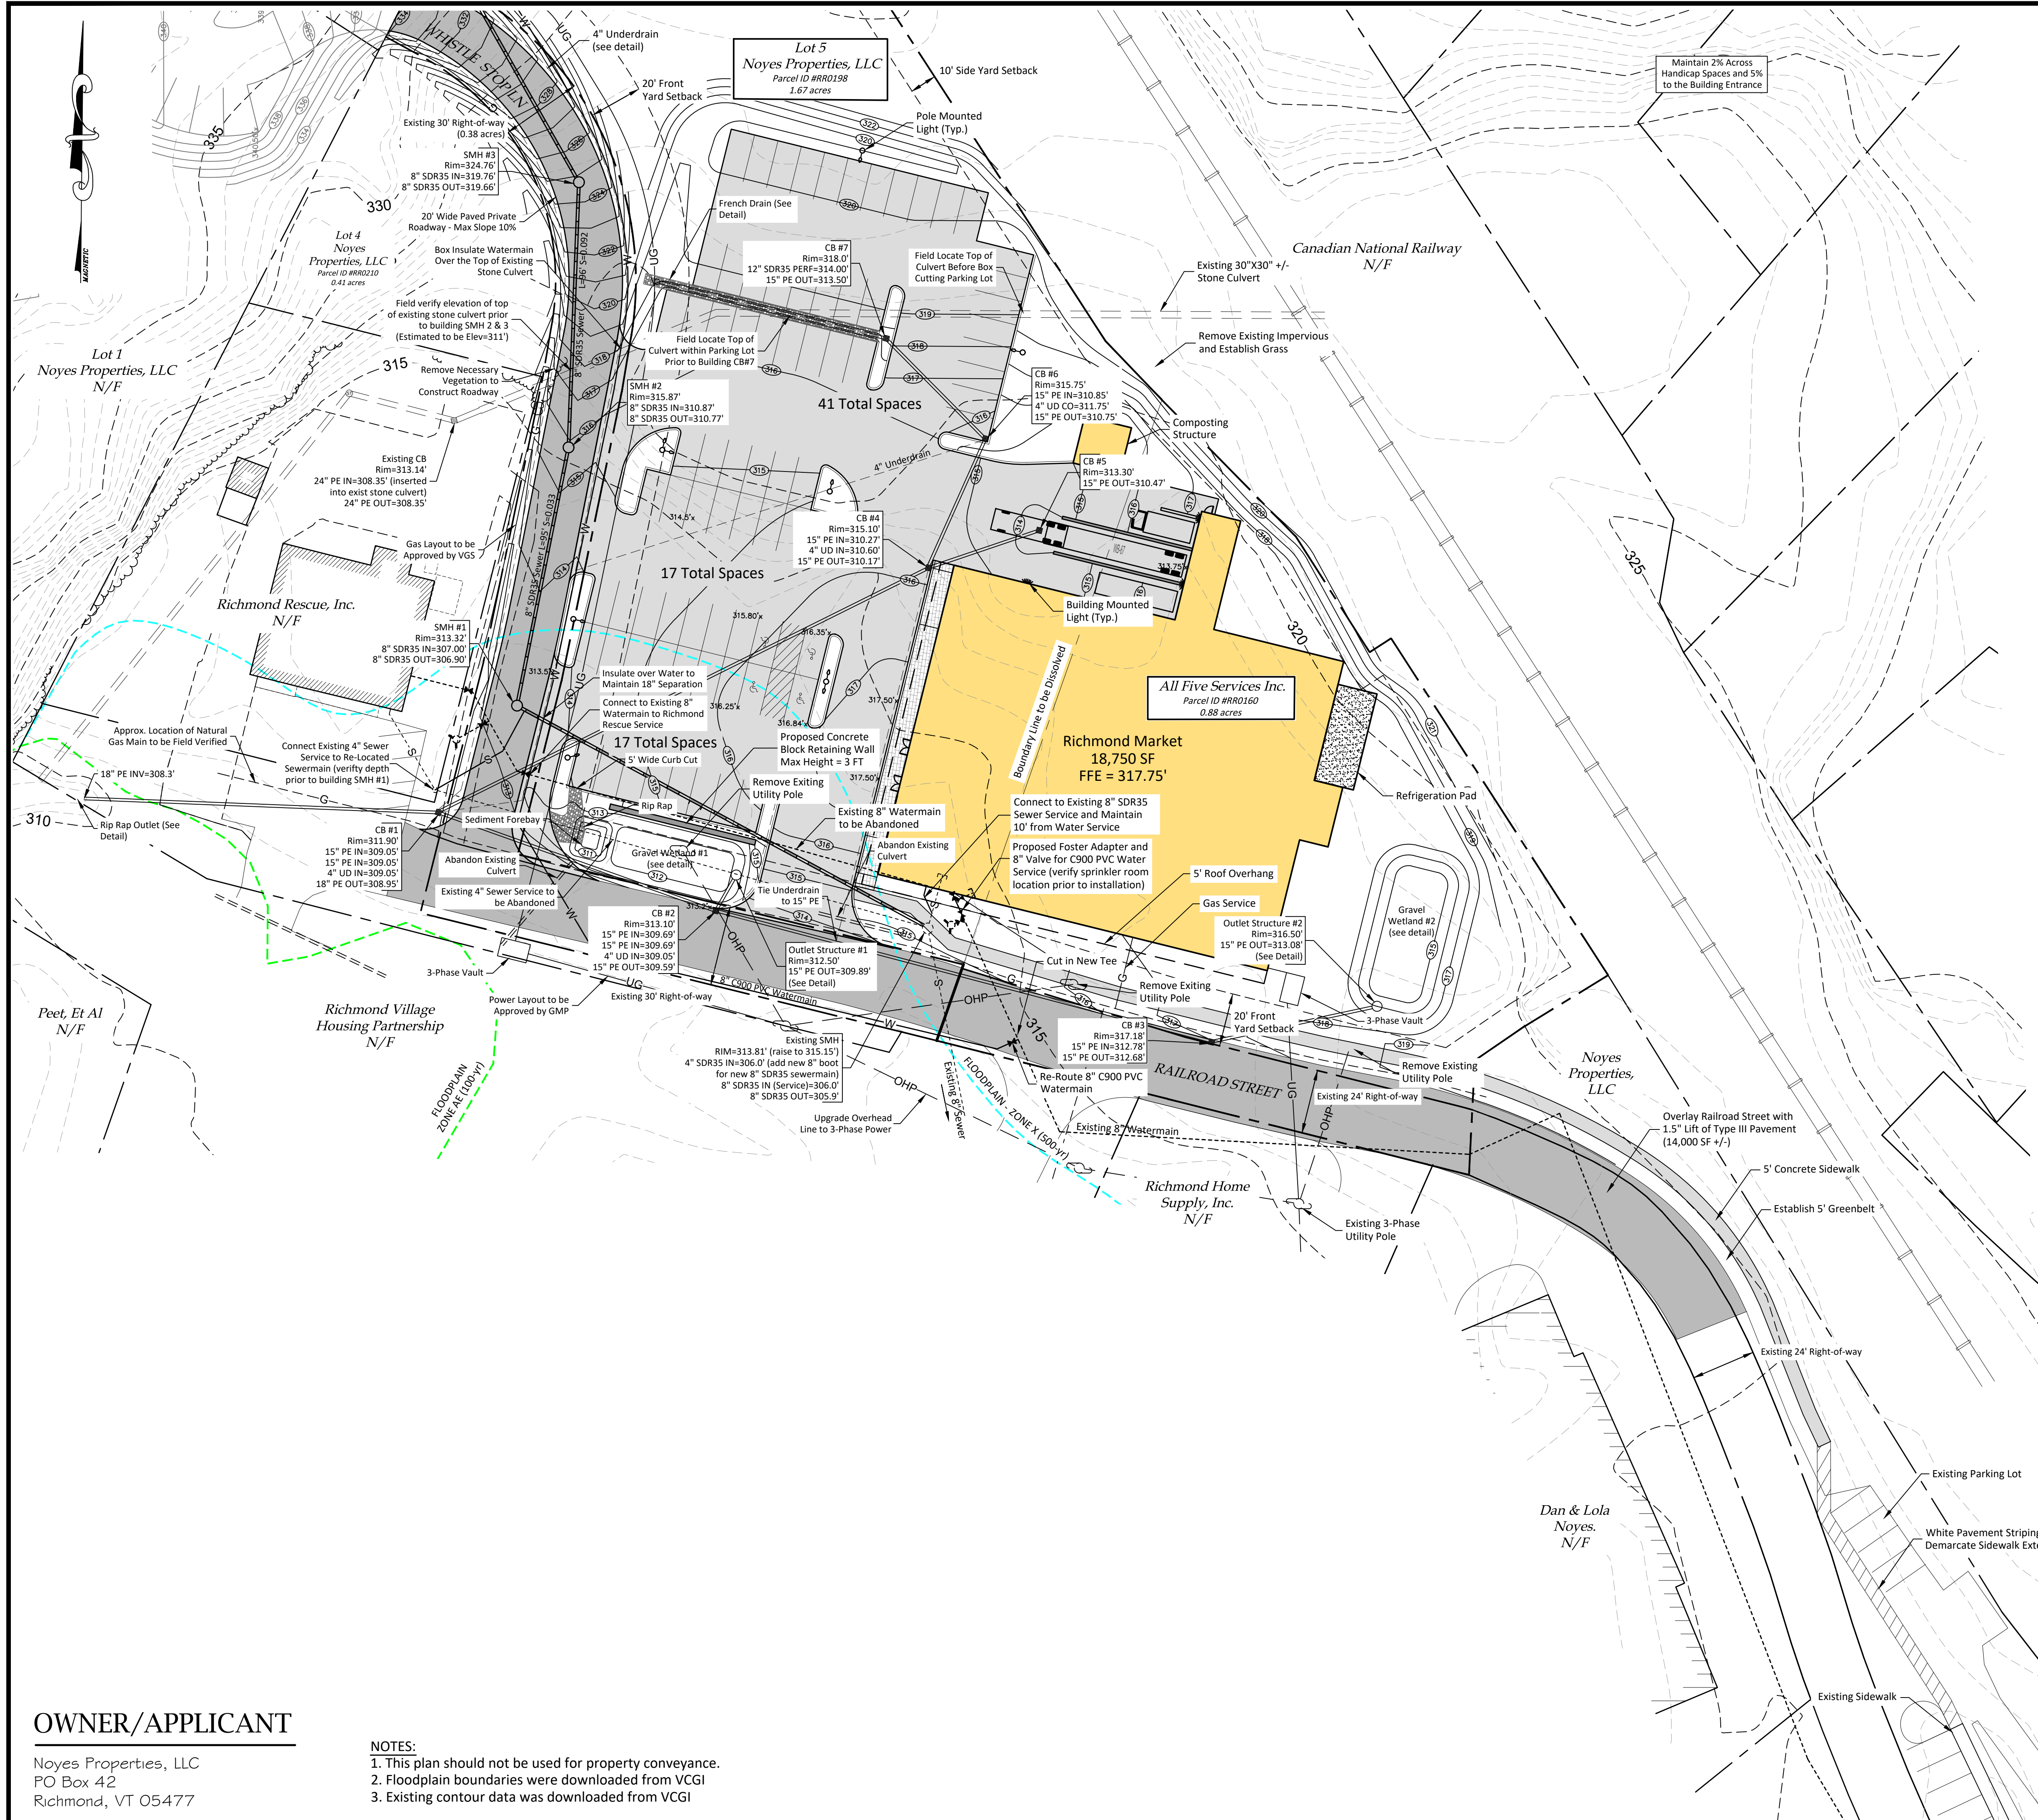 WHISTLE STOP LN
4" Underdrain
(see detail)
Lot 5
Noyes Properties, LLC
Parcel ID #RR0198
1.67 acres
10' Side Yard Setback
Maintain 2% Across
Handicap Spaces and 5%
to the Building Entrance
20' Front
Yard Setback
Pole Mounted
Light (Typ.)
MAGNETIC
335
330
Existing 30' Right-of-way
(0.38 acres)
SMH #3
Rim=324.76'
8" SDR35 IN=319.76'
8" SDR35 OUT=319.66'
20' Wide Paved Private
Roadway - Max Slope 10%
Lot 4
Noyes
Properties, LLC
Parcel ID #RR0210
0.41 acres
Box Insulate Watermain
Over the Top of Existing
Stone Culvert
French Drain (See
Detail)
CB #7
Rim=318.0'
12" SDR35 PERF=314.00'
15" PE OUT=313.50'
Field Locate Top of
Culvert Before Box
Cutting Parking Lot
Canadian National Railway
N/F
Existing 30"X30" +/-
Stone Culvert
Field verify elevation of top
of existing stone culvert prior
to building SMH 2 & 3
(Estimated to be Elev=311')
8" SDR35 Sewer L=96' S=0.092
Field Locate Top of
Culvert within Parking Lot
Prior to Building CB#7
Remove Existing Impervious
and Establish Grass
Lot 1
Noyes Properties, LLC
N/F
315
Remove Necessary
Vegetation to
Construct Roadway
SMH #2
Rim=315.87'
8" SDR35 IN=310.87'
8" SDR35 OUT=310.77'
41 Total Spaces
CB #6
Rim=315.75'
15" PE IN=310.85'
4" UD CO=311.75'
15" PE OUT=310.75'
Composting
Structure
Existing CB
Rim=313.14'
24" PE IN=308.35' (inserted
into exist stone culvert)
24" PE OUT=308.35'
4" Underdrain
CB #5
Rim=313.30'
15" PE OUT=310.47'
314.5'x
CB #4
Rim=315.10'
15" PE IN=310.27'
4" UD IN=310.60'
15" PE OUT=310.17'
Gas Layout to be
Approved by VGS
8" SDR35 Sewer L=95' S=0.033
17 Total Spaces
313.75'x
325
Richmond Rescue, Inc.
N/F
Building Mounted
Light (Typ.)
315.80'x
316.35'x
320
SMH #1
Rim=313.32'
8" SDR35 IN=307.00'
8" SDR35 OUT=306.90'
Insulate over Water to
Maintain 18" Separation
Boundary Line to be Dissolved
All Five Services Inc.
Parcel ID #RR0160
0.88 acres
Connect to Existing 8"
Watermain to Richmond
Rescue Service
316.25'x
316.84'x
317.50'x
Approx. Location of Natural
Gas Main to be Field Verified
Connect Existing 4" Sewer
Service to Re-Located
Sewermain (verifty depth
prior to building SMH #1)
17 Total Spaces
5' Wide Curb Cut
Proposed Concrete
Block Retaining Wall
Max Height = 3 FT
Richmond Market
18,750 SF
FFE = 317.75'
18" PE INV=308.3'
317.50'x
Remove Exiting
Utility Pole
Refrigeration Pad
310
Rip Rap Outlet (See
Detail)
Rip Rap
Sediment Forebay
Existing 8" Watermain
to be Abandoned
Connect to Existing 8" SDR35
Sewer Service and Maintain
10' from Water Service
CB #1
Rim=311.90'
15" PE IN=309.05'
15" PE IN=309.05'
4" UD IN=309.05'
18" PE OUT=308.95'
Abandon Existing
Culvert
Gravel Wetland #1
(see detail)
Abandon Existing
Culvert
Proposed Foster Adapter and
8" Valve for C900 PVC Water
Service (verify sprinkler room
location prior to installation)
Existing 4" Sewer Service to
be Abandoned
Tie Underdrain
to 15" PE
5' Roof Overhang
Gas Service
CB #2
Rim=313.10'
15" PE IN=309.69'
15" PE IN=309.69'
4" UD IN=309.05'
15" PE OUT=309.59'
Outlet Structure #2
Rim=316.50'
15" PE OUT=313.08'
(See Detail)
Gravel
Wetland #2
(see detail)
Outlet Structure #1
Rim=312.50'
15" PE OUT=309.89'
(See Detail)
3-Phase Vault
Cut in New Tee
8" C900 PVC Watermain
Remove Exiting
Utility Pole
Power Layout to be
Approved by GMP
Existing 30' Right-of-way
Peet, Et Al
N/F
Richmond Village
Housing Partnership
N/F
20' Front
Yard Setback
3-Phase Vault
315
CB #3
Rim=317.18'
15" PE IN=312.78'
15" PE OUT=312.68'
Existing SMH
RIM=313.81' (raise to 315.15')
4" SDR35 IN=306.0' (add new 8" boot
for new 8" SDR35 sewermain)
8" SDR35 IN (Service)=306.0'
8" SDR35 OUT=305.9'
FLOODPLAIN
ZONE AE (100-yr)
Existing 8" Sewer
FLOODPLAIN - ZONE X (500-yr)
Re-Route 8" C900 PVC
Watermain
RAILROAD STREET
Remove Existing
Utility Pole
Noyes
Properties,
LLC
Existing 24' Right-of-way
Upgrade Overhead
Line to 3-Phase Power
Existing 8" Watermain
Overlay Railroad Street with
1.5" Lift of Type III Pavement
(14,000 SF +/-)
5' Concrete Sidewalk
Richmond Home
Supply, Inc.
N/F
Establish 5' Greenbelt
Existing 3-Phase
Utility Pole
Existing 24' Right-of-way
Existing Parking Lot
Dan & Lola
Noyes.
N/F
White Pavement Striping
Demarcate Sidewalk
Existing Sidewalk
OWNER/APPLICANT
Noyes Properties, LLC
PO Box 42
Richmond, VT 05477
NOTES:
1. This plan should not be used for property conveyance.
2. Floodplain boundaries were downloaded from VCGI
3. Existing contour data was downloaded from VCGI